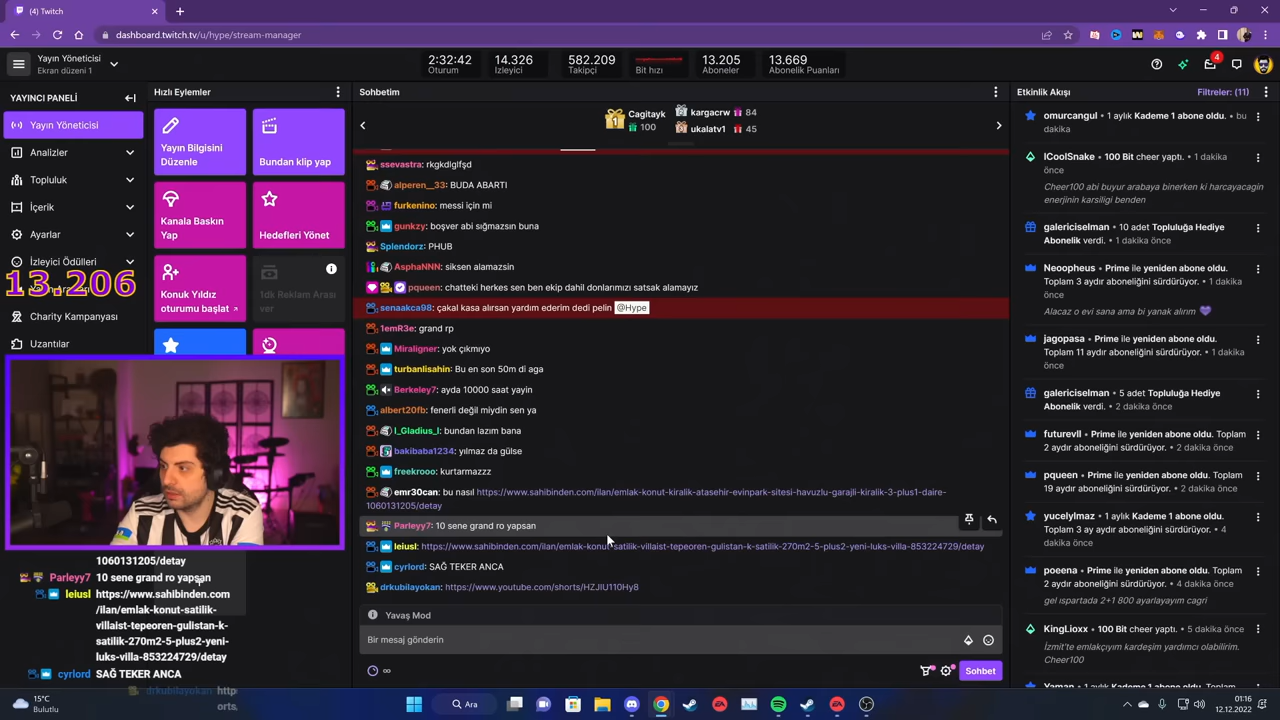 (4) Twitch
dashboard.twitch.tv/u/hype/stream-manager
Yayın Yöneticisi
Ekran düzeni 1
2:32:42
Oturum
14.326
İzleyici
582.209
Takipçi
Bit hızı
13.205
Aboneler
13.669
Abonelik Puanları
4
YAYINCI PANELİ
Yayın Yöneticisi
Analizler
Topluluk
İçerik
Ayarlar
İzleyici Ödülleri
13.206
Charity Kampanyası
Uzantılar
Hızlı Eylemler
Yayın Bilgisini
Düzenle
Bundan klip yap
Kanala Baskın
Yap
Hedefleri Yönet
Konuk Yıldız
oturumu başlat
1dk Reklam Arası
ver
Sohbetim
Cagitayk
100
kargacrw 84
ukalatv1 45
ssevastra: rkgkdlglfşd
alperen__33: BUDA ABARTI
furkenino: messi için mi
gunkzy: boşver abi sığmazsın buna
Splendorz: PHUB
AsphaNNN: siksen alamazsin
pqueen: chatteki herkes sen ben ekip dahil donlarımızı satsak alamayız
senaakca98: çakal kasa alırsan yardım ederim dedi pelin @Hype
1emR3e: grand rp
Miraligner: yok çıkmıyo
turbanlisahin: Bu en son 50m di aga
Berkeley7: ayda 10000 saat yayin
albert20fb: fenerli değil miydin sen ya
I_Gladius_I: bundan lazım bana
bakibaba1234: yılmaz da gülse
freekrooo: kurtarmazzz
emr30can: bu nasıl https://www.sahibinden.com/ilan/emlak-konut-kiralik-atasehir-evinpark-sitesi-havuzlu-garajli-kiralik-3-plus1-daire-
1060131205/detay
Parleyy7: 10 sene grand ro yapsan
leiusl: https://www.sahibinden.com/ilan/emlak-konut-satilik-villaist-tepeoren-gulistan-k-satilik-270m2-5-plus2-yeni-luks-villa-853224729/detay
cyrlord: SAĞ TEKER ANCA
drkubilayokan: https://www.youtube.com/shorts/HZJIU110Hy8
Yavaş Mod
Bir mesaj gönderin
Sohbet
Etkinlik Akışı
Filtreler: (11)
omurcangul • 1 aylık Kademe 1 abone oldu. • bu
dakika
ICoolSnake • 100 Bit cheer yaptı. • 1 dakika
önce
Cheer100 abi buyur arabaya binerken ki harcayacagin
enerjinin karsiligi benden
galericiselman • 10 adet Topluluğa Hediye
Abonelik verdi. • 1 dakika önce
Neoopheus • Prime ile yeniden abone oldu.
Toplam 3 ay aboneliğini sürdürüyor. • 1 dakika
önce
Alacaz o evi sana ama bi yanak alırım
jagopasa • Prime ile yeniden abone oldu.
Toplam 11 aydır aboneliğini sürdürüyor. • 1 dakika
önce
galericiselman • 5 adet Topluluğa Hediye
Abonelik verdi. • 2 dakika önce
futurevil • Prime ile yeniden abone oldu. Toplam
2 aydır aboneliğini sürdürüyor. • 2 dakika önce
pqueen • Prime ile yeniden abone oldu. Toplam
19 aydır aboneliğini sürdürüyor. • 2 dakika önce
yucelylmaz • 1 aylık Kademe 1 abone oldu.
Toplam 3 ay aydır aboneliğini sürdürüyor. • 4
dakika önce
poeena • Prime ile yeniden abone oldu. Toplam
2 aydır aboneliğini sürdürüyor. • 4 dakika önce
gel ıspartada 2+1 800 ayarlayayım cagri
KingLioxx • 100 Bit cheer yaptı. • 5 dakika önce
İzmit'te emlakçıyım kardeşim yardımcı olabilirim.
Cheer100
Yaman
1060131205/detay
Parleyy7 10 sene grand ro yapsan
leiusl https://www.sahibinden.com
/ilan/emlak-konut-satilik-
villaist-tepeoren-gulistan-k-
satilik-270m2-5-plus2-yeni-
luks-villa-853224729/detay
cyrlord SAĞ TEKER ANCA
drkubilayokan
15°C
Bulutlu
Ara
01:16
12.12.2022